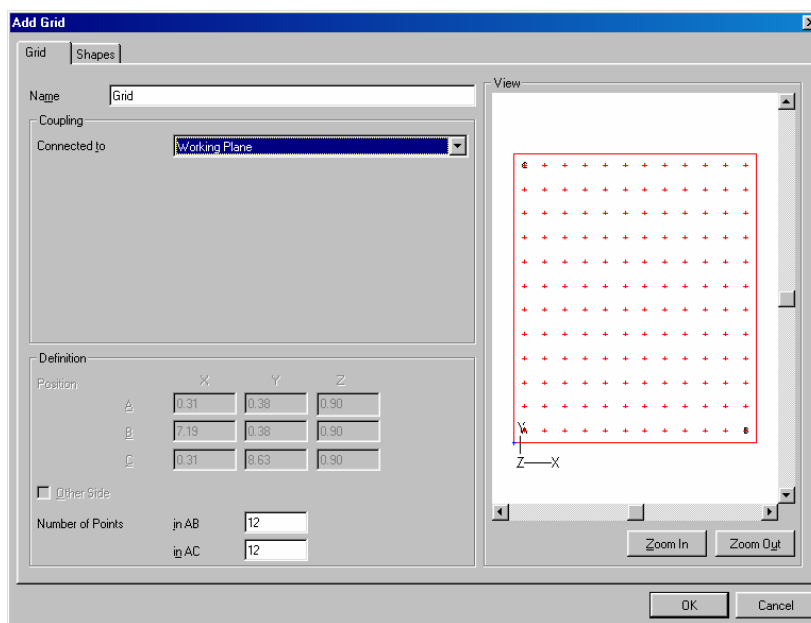 Add Grid
Grid Shapes
Name Grid
Coupling
Connected to Working Plane
Definition
Position X Y Z
A 0.31 0.38 0.90
B 7.19 0.38 0.90
C 0.31 8.63 0.90
Other Side
Number of Points in AB 12
in AC 12
View
C
A B
Y
Z X
Zoom In Zoom Out
OK Cancel